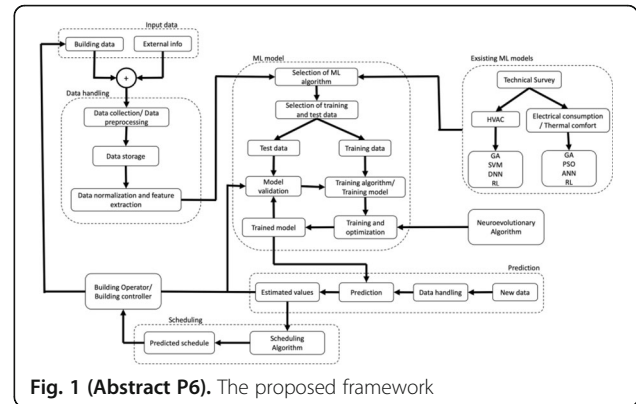 Input data
Building data
External info
+
Data handling
Data collection/ Data
preprocessing
Data storage
Data normalization and feature
extraction
ML model
Selection of ML
algorithm
Selection of training
and test data
Test data
Training data
Model
validation
Training algorithm/
Training model
Trained model
Training and
optimization
Exsisting ML models
Technical Survey
HVAC
Electrical consumption
/ Thermal comfort
GA
SVM
DNN
RL
GA
PSO
ANN
RL
Neuroevolutionary
Algorithm
Prediction
Building Operator/
Building controller
Estimated values
Prediction
Data handling
New data
Scheduling
Predicted schedule
Scheduling
Algorithm
Fig. 1 (Abstract P6). The proposed framework